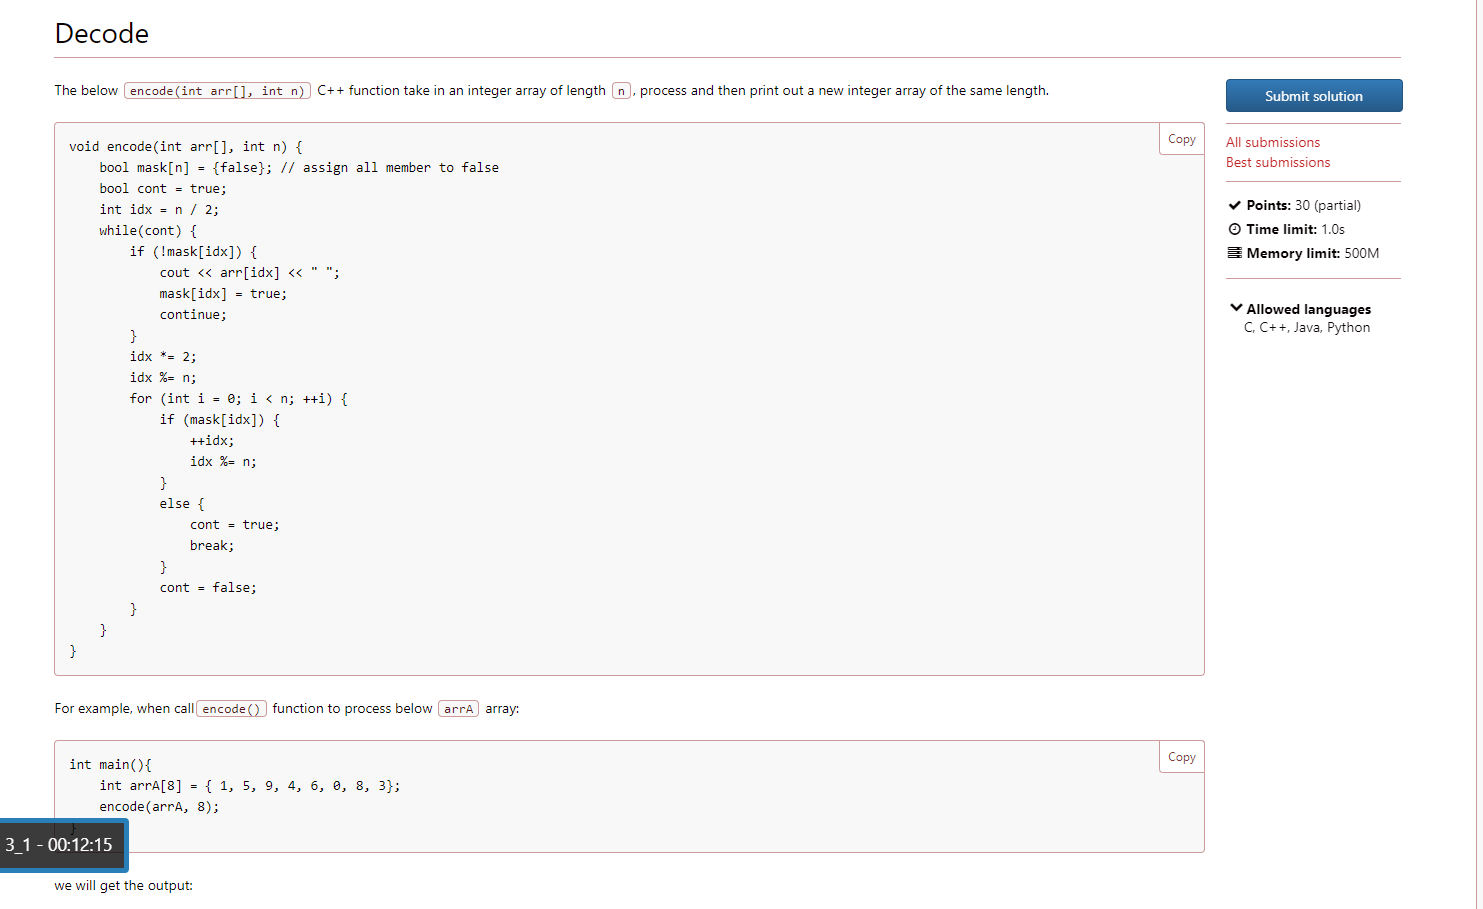 Decode
The below encode(int arr[], int n) C++ function take in an integer array of length n, process and then print out a new integer array of the same length.
Submit solution
All submissions
Best submissions
Points: 30 (partial)
Time limit: 1.0s
Memory limit: 500M
Allowed languages
C, C++, Java, Python
Copy
void encode(int arr[], int n) {
    bool mask[n] = {false}; // assign all member to false
    bool cont = true;
    int idx = n / 2;
    while(cont) {
        if (!mask[idx]) {
            cout << arr[idx] << " ";
            mask[idx] = true;
            continue;
        }
        idx *= 2;
        idx %= n;
        for (int i = 0; i < n; ++i) {
            if (mask[idx]) {
                ++idx;
                idx %= n;
            }
            else {
                cont = true;
                break;
            }
            cont = false;
        }
    }
}
For example, when call encode() function to process below arrA array:
Copy
int main(){
    int arrA[8] = { 1, 5, 9, 4, 6, 0, 8, 3};
    encode(arrA, 8);
}
3_1 - 00:12:15
we will get the output: